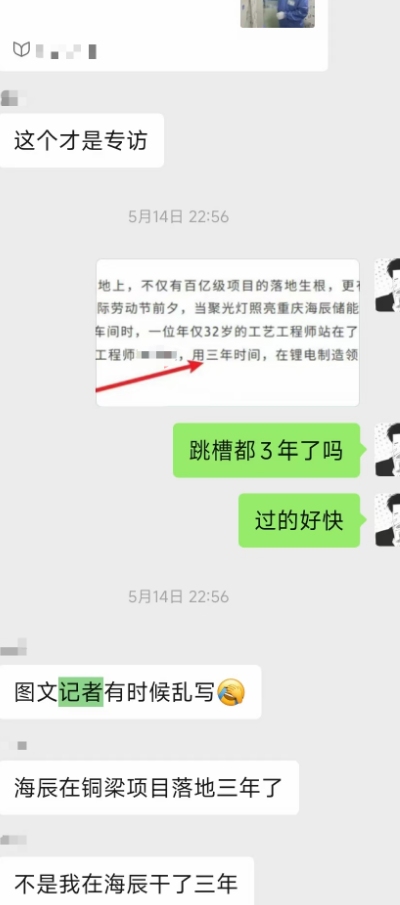 这个才是专访
5月14日 22:56
地上，不仅有百亿级项目的落地生根，更有
际劳动节前夕，当聚光灯照亮重庆海辰储能
车间时，一位年仅32岁的工艺工程师站在了
工程师，用三年时间，在锂电制造领
跳槽都3年了吗
过的好快
5月14日 22:56
图文记者有时候乱写😂
海辰在铜梁项目落地三年了
不是我在海辰干了三年